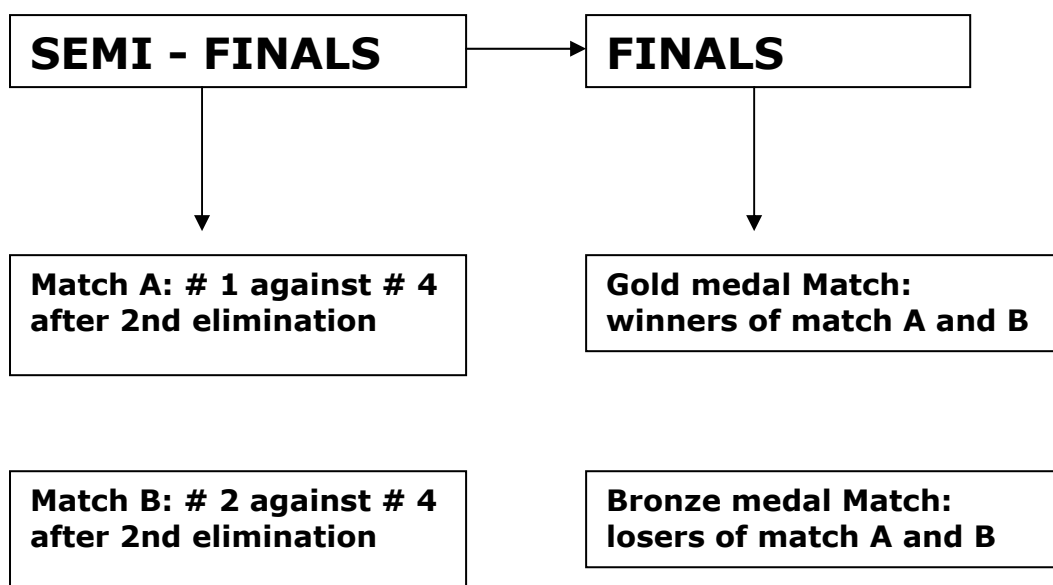 SEMI - FINALS
FINALS
Match A: # 1 against # 4
after 2nd elimination
Gold medal Match:
winners of match A and B
Match B: # 2 against # 4
after 2nd elimination
Bronze medal Match:
losers of match A and B